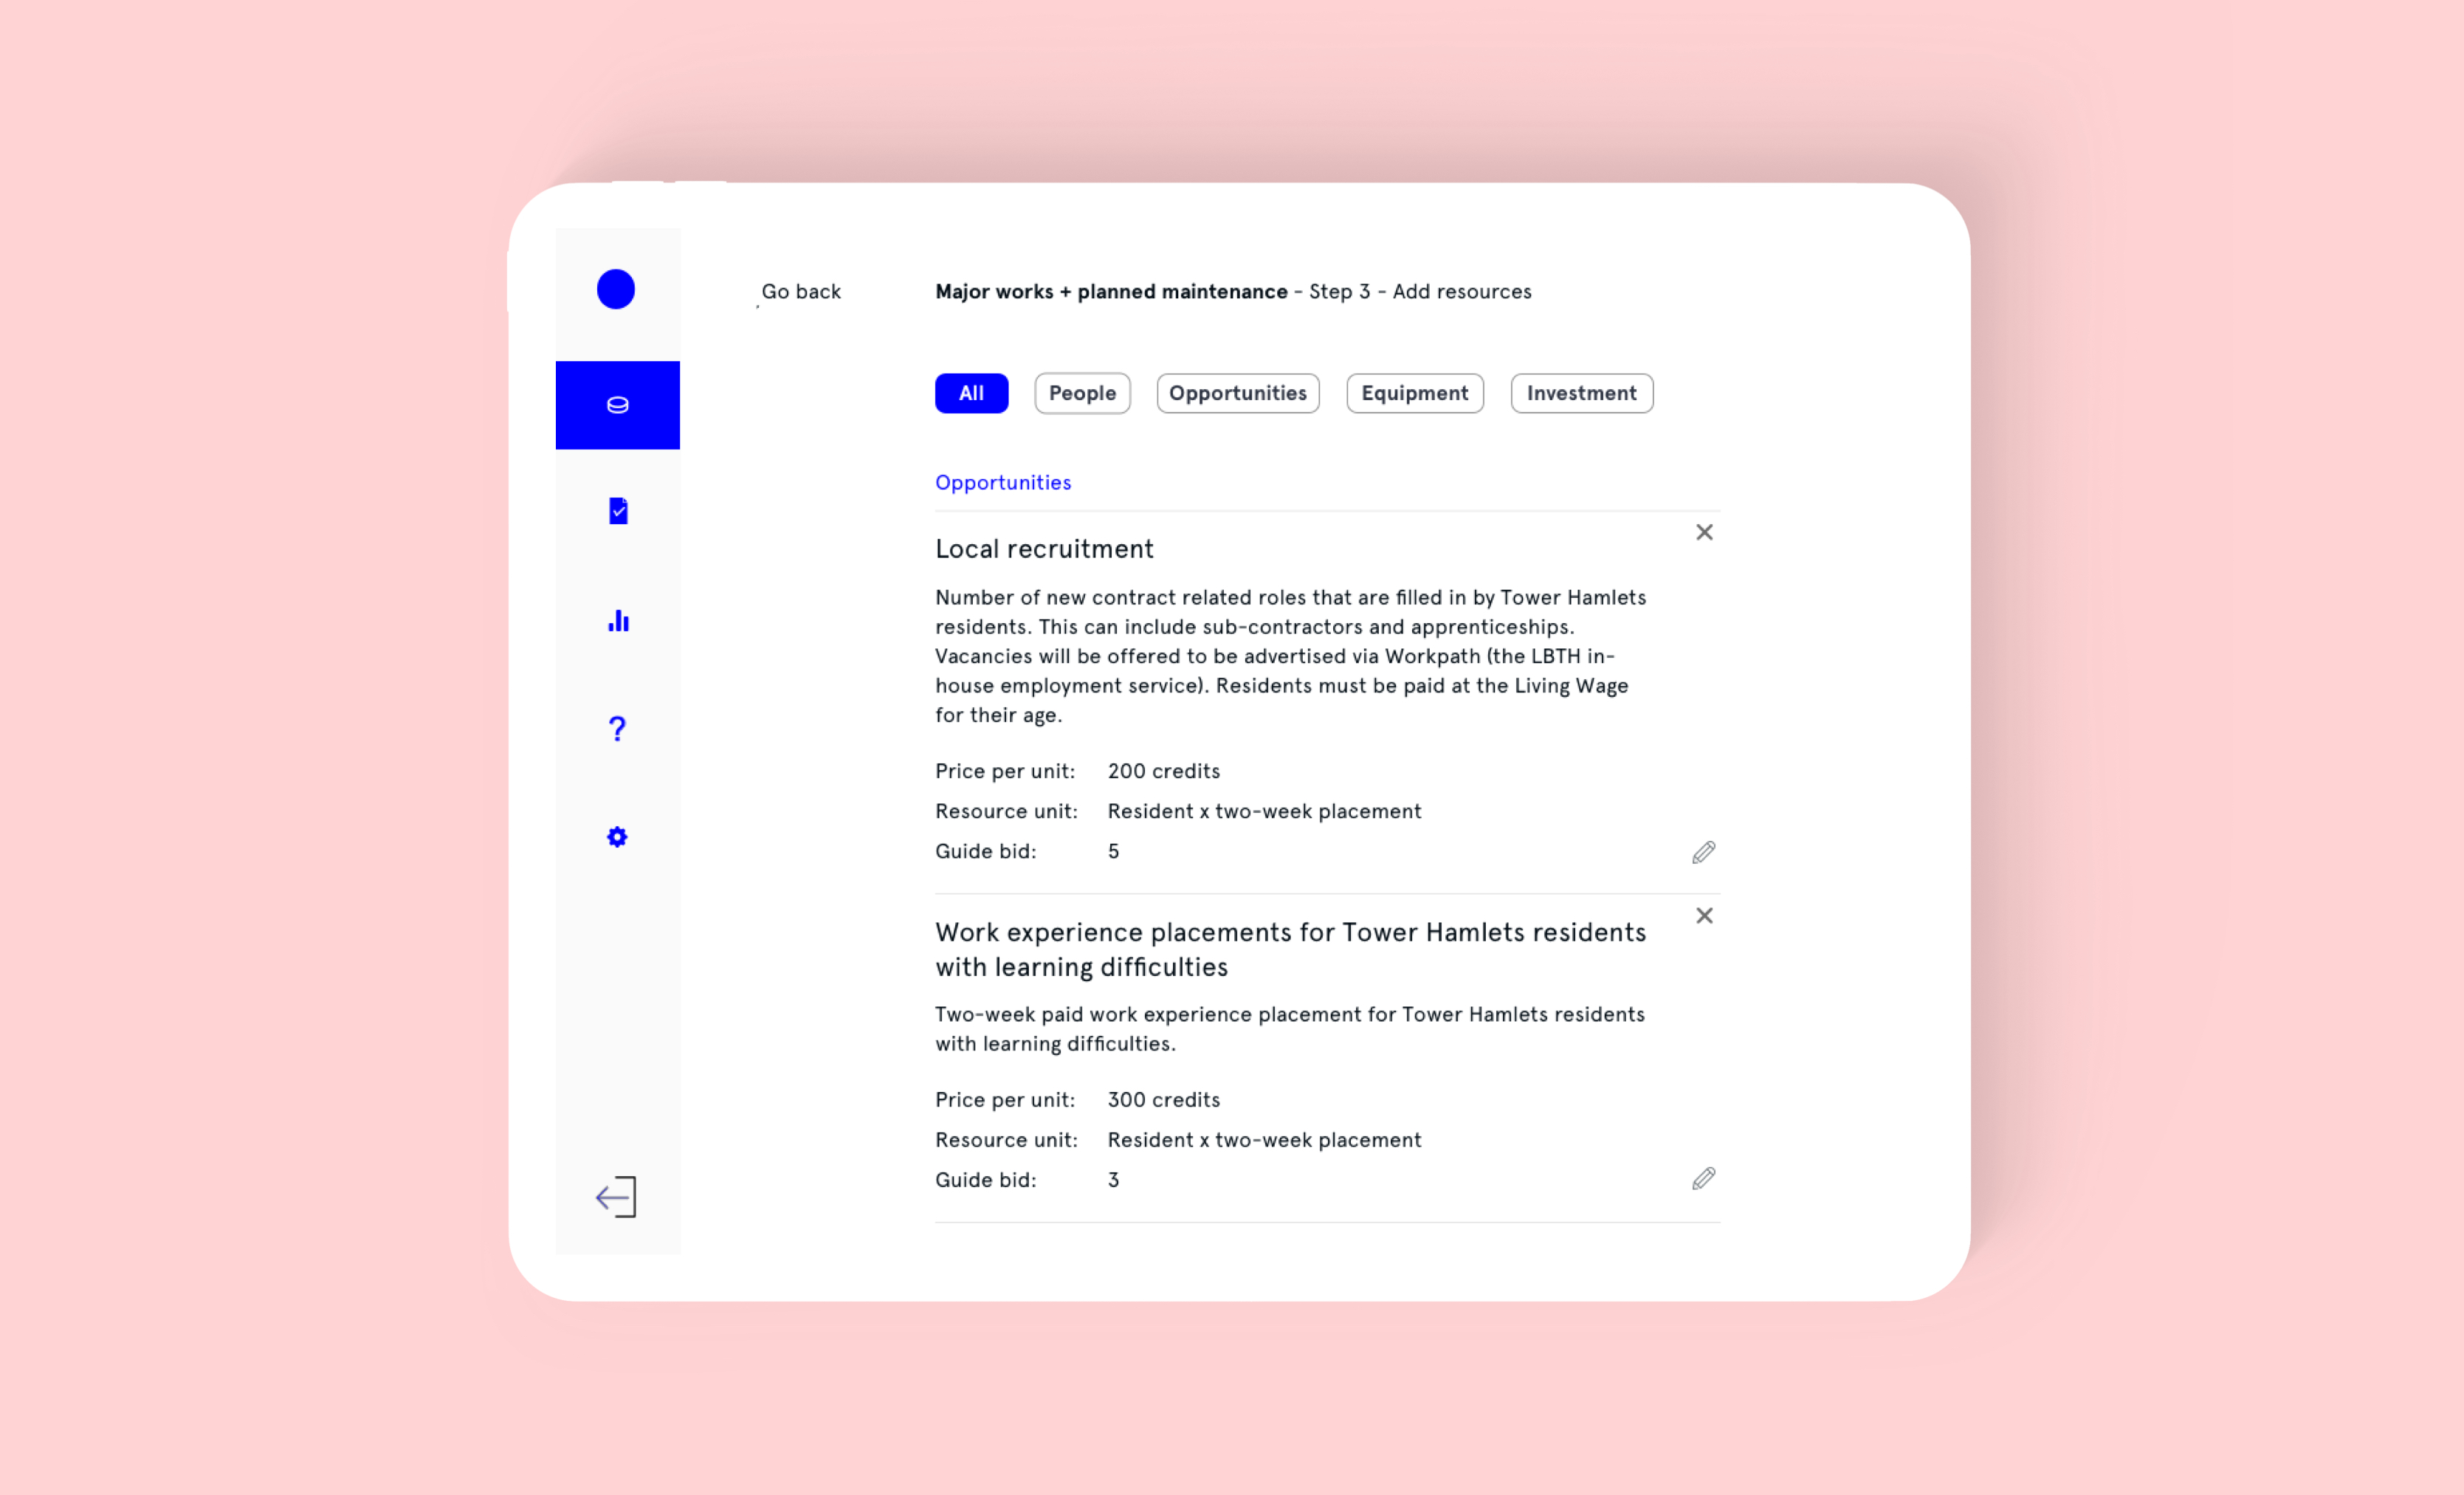 Go back
Major works + planned maintenance - Step 3 - Add resources
All
People
Opportunities
Equipment
Investment
Opportunities
Local recruitment
Number of new contract related roles that are filled in by Tower Hamlets
residents. This can include sub-contractors and apprenticeships.
Vacancies will be offered to be advertised via Workpath (the LBTH in-
house employment service). Residents must be paid at the Living Wage
for their age.
Price per unit: 200 credits
Resource unit: Resident x two-week placement
Guide bid: 5
Work experience placements for Tower Hamlets residents
with learning difficulties
Two-week paid work experience placement for Tower Hamlets residents
with learning difficulties.
Price per unit: 300 credits
Resource unit: Resident x two-week placement
Guide bid: 3